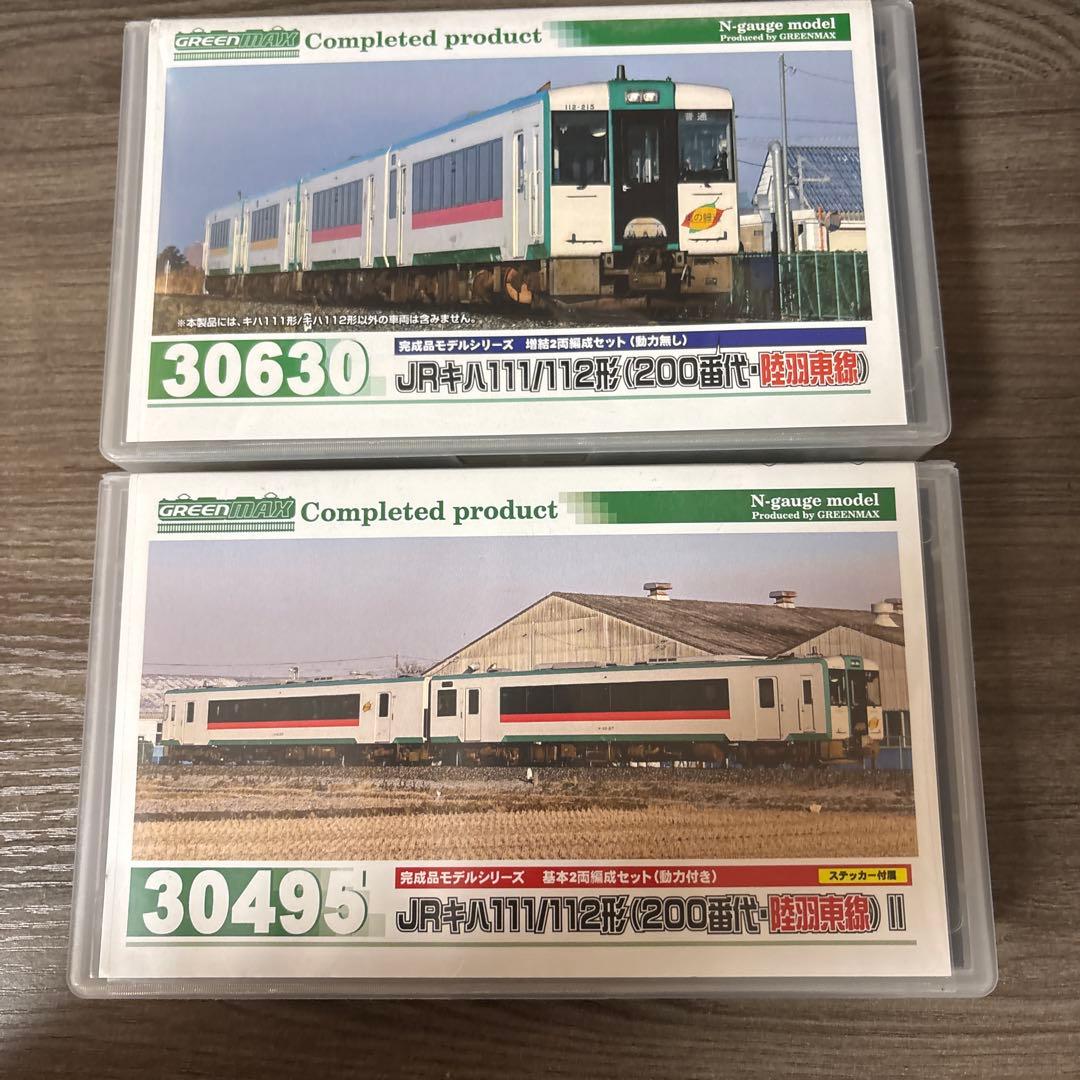 GREENMAX Completed product
N-gauge model
Produced by GREENMAX
112-215
普通
※本製品には、キハ111形/キハ112形以外の車両は含みません。
30630
完成品モデルシリーズ 増結2両編成セット(動力無し)
JRキハ111/112形(200番代・陸羽東線)
GREENMAX Completed product
N-gauge model
Produced by GREENMAX
30495
完成品モデルシリーズ 基本2両編成セット(動力付き)
ステッカー付属
JRキハ111/112形(200番代・陸羽東線)II